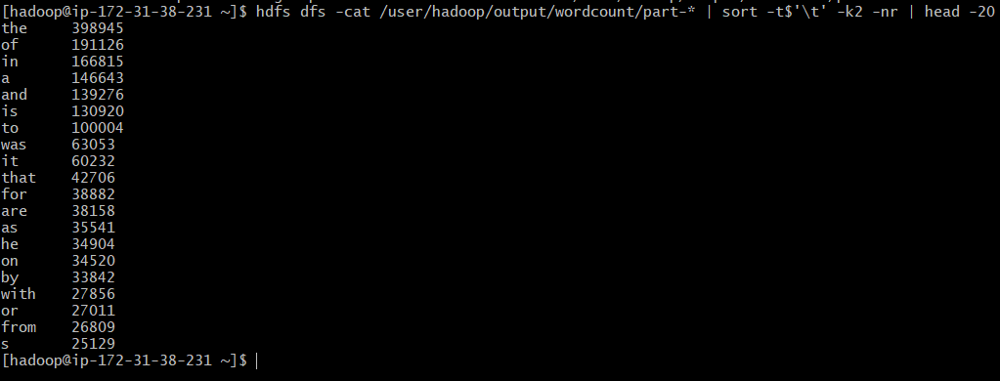 [hadoop@ip-172-31-38-231 ~]$ hdfs dfs -cat /user/hadoop/output/wordcount/part-* | sort -t$'\t' -k2 -nr | head -20
the 398945
of 191126
in 166815
a 146643
and 139276
is 130920
to 100004
was 63053
it 60232
that 42706
for 38882
are 38158
as 35541
he 34904
on 34520
by 33842
with 27856
or 27011
from 26809
s 25129
[hadoop@ip-172-31-38-231 ~]$